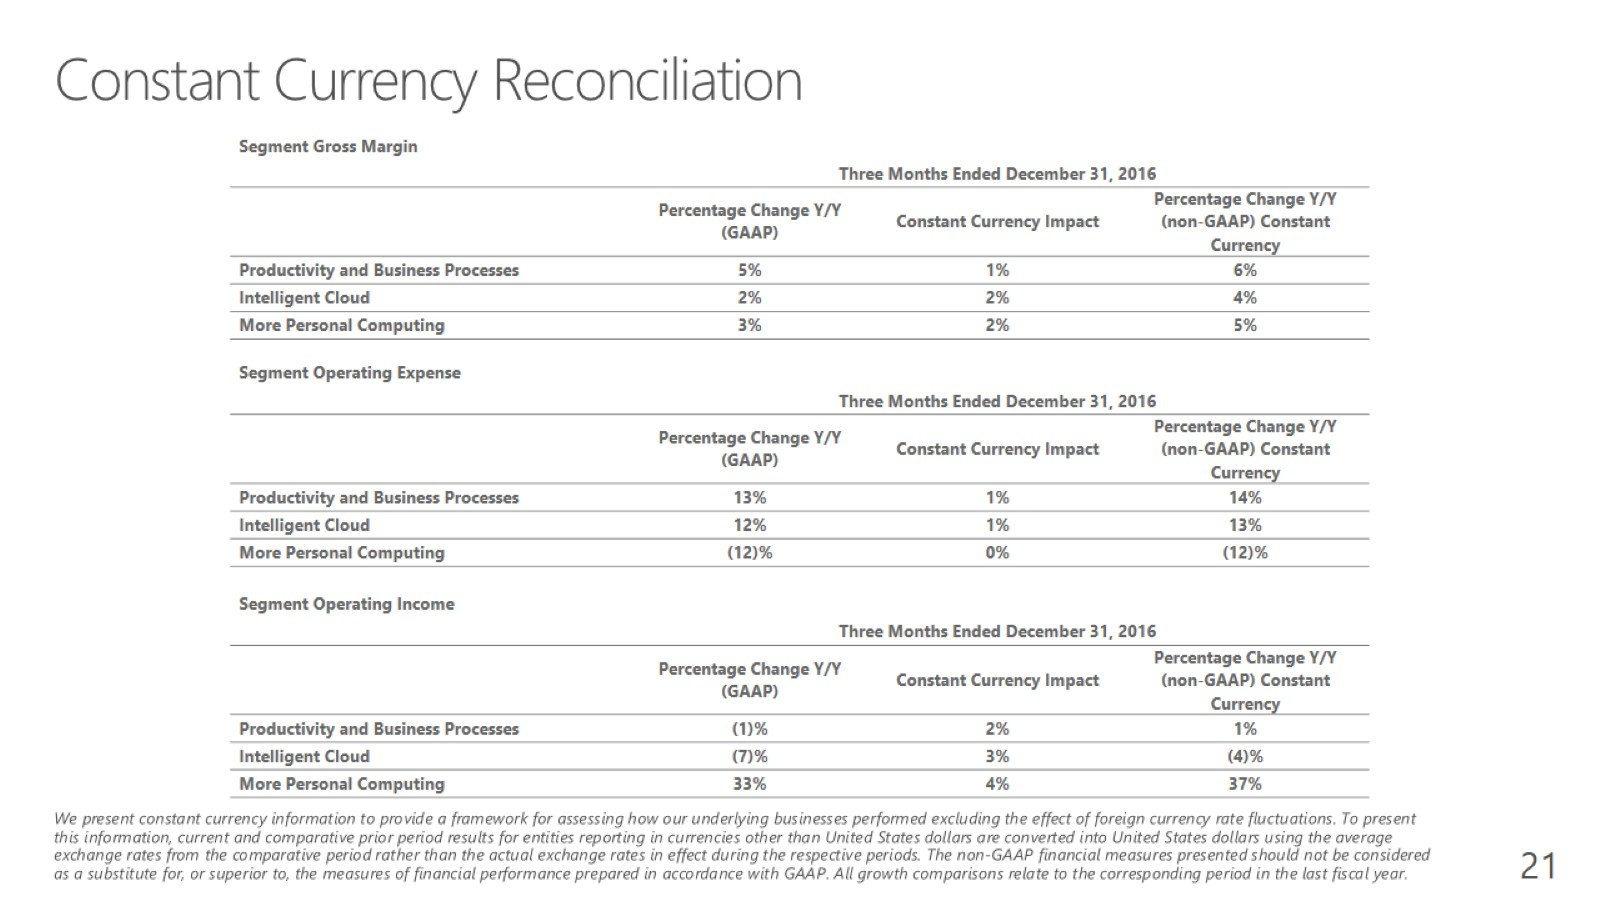 Constant Currency Reconciliation
Segment Gross Margin
Three Months Ended December 31, 2016
Percentage Change Y/Y
(GAAP)
Constant Currency Impact
Percentage Change Y/Y
(non-GAAP) Constant
Currency
Productivity and Business Processes 5% 1% 6%
Intelligent Cloud 2% 2% 4%
More Personal Computing 3% 2% 5%
Segment Operating Expense
Three Months Ended December 31, 2016
Percentage Change Y/Y
(GAAP)
Constant Currency Impact
Percentage Change Y/Y
(non-GAAP) Constant
Currency
Productivity and Business Processes 13% 1% 14%
Intelligent Cloud 12% 1% 13%
More Personal Computing (12)% 0% (12)%
Segment Operating Income
Three Months Ended December 31, 2016
Percentage Change Y/Y
(GAAP)
Constant Currency Impact
Percentage Change Y/Y
(non-GAAP) Constant
Currency
Productivity and Business Processes (1)% 2% 1%
Intelligent Cloud (7)% 3% (4)%
More Personal Computing 33% 4% 37%
We present constant currency information to provide a framework for assessing how our underlying businesses performed excluding the effect of foreign currency rate fluctuations. To present
this information, current and comparative prior period results for entities reporting in currencies other than United States dollars are converted into United States dollars using the average
exchange rates from the comparative period rather than the actual exchange rates in effect during the respective periods. The non-GAAP financial measures presented should not be considered
as a substitute for, or superior to, the measures of financial performance prepared in accordance with GAAP. All growth comparisons relate to the corresponding period in the last fiscal year.
21